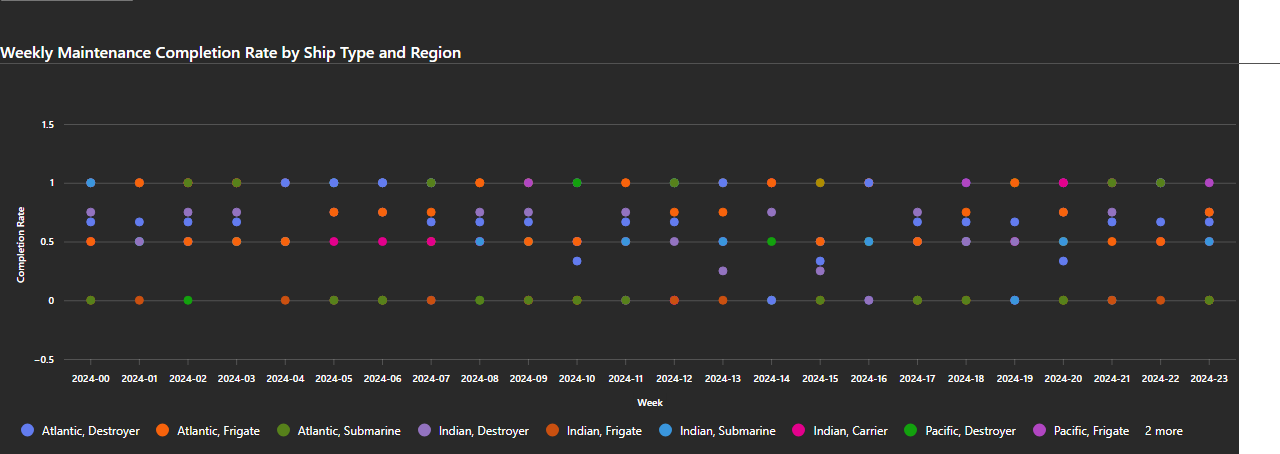 Weekly Maintenance Completion Rate by Ship Type and Region
1.5
1
0.5
0
−0.5
Completion Rate
2024-00 2024-01 2024-02 2024-03 2024-04 2024-05 2024-06 2024-07 2024-08 2024-09 2024-10 2024-11 2024-12 2024-13 2024-14 2024-15 2024-16 2024-17 2024-18 2024-19 2024-20 2024-21 2024-22 2024-23
Week
Atlantic, Destroyer Atlantic, Frigate Atlantic, Submarine Indian, Destroyer Indian, Frigate Indian, Submarine Indian, Carrier Pacific, Destroyer Pacific, Frigate 2 more